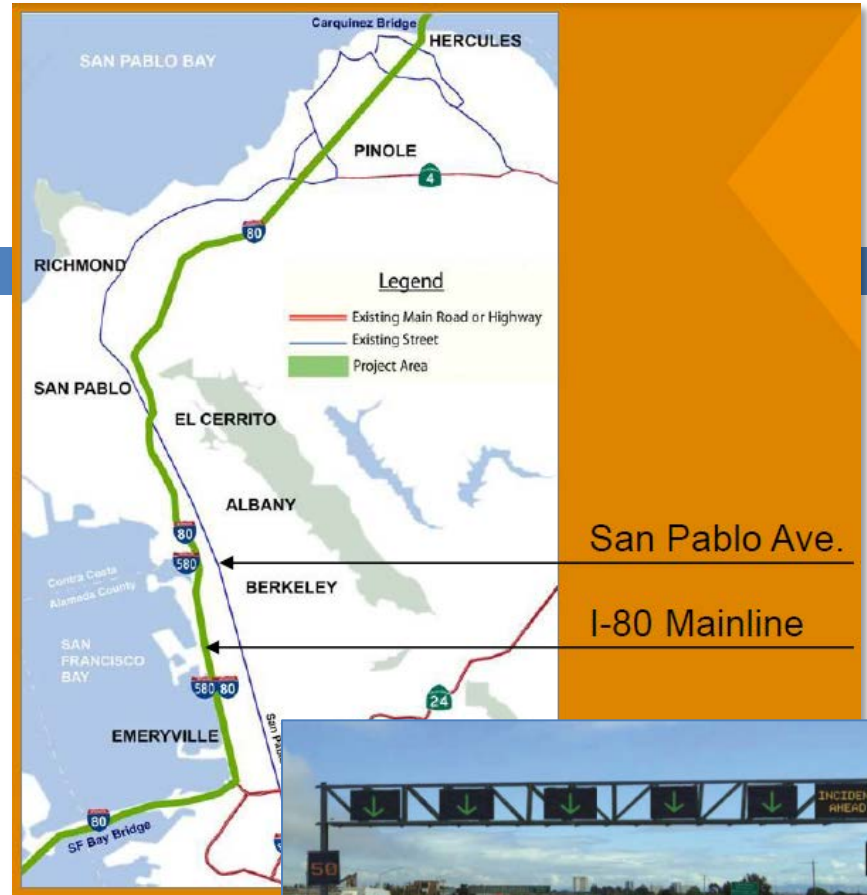 Carquinez Bridge
HERCULES
SAN PABLO BAY
PINOLE
4
80
RICHMOND
Legend
Existing Main Road or Highway
Existing Street
Project Area
SAN PABLO
EL CERRITO
ALBANY
80
580
San Pablo Ave.
Contra Costa
Alameda County
BERKELEY
I-80 Mainline
SAN
FRANCISCO
BAY
580 80
24
EMERYVILLE
San Pablo
80
SF Bay Bridge
INCIDENT
AHEAD
50